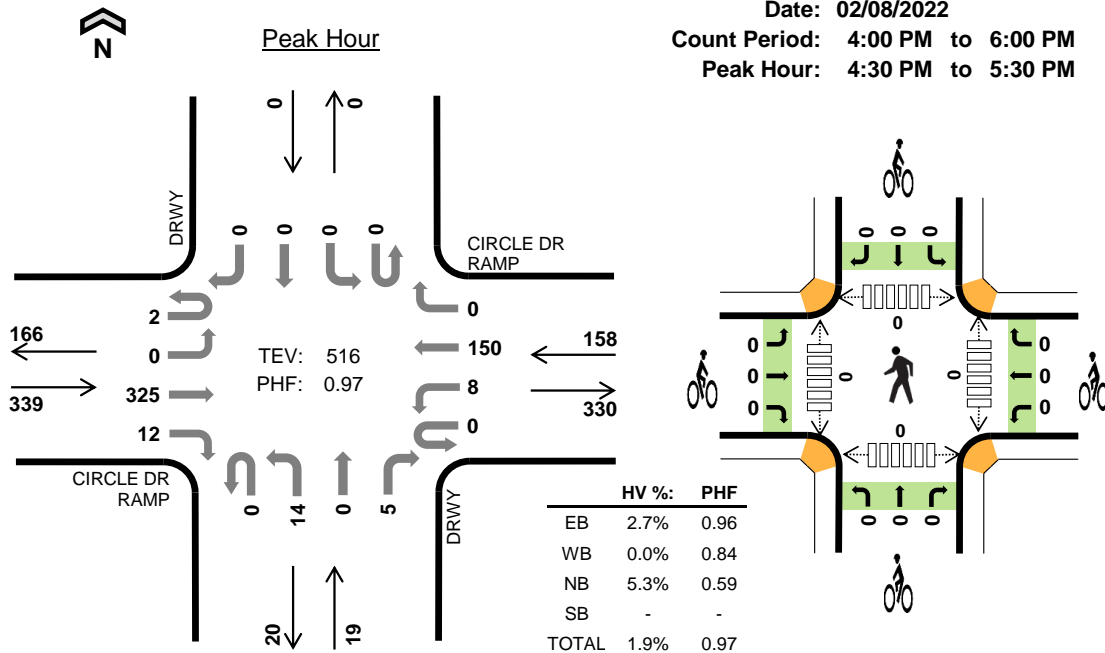 Date: 02/08/2022
Count Period: 4:00 PM to 6:00 PM
Peak Hour: 4:30 PM to 5:30 PM
N
Peak Hour
0 0
DRWY
0 0 0 0
CIRCLE DR
RAMP
2
0
325
12
166
339
TEV: 516
PHF: 0.97
0
150
8
0
158
330
CIRCLE DR
RAMP
0 14 0 5
DRWY
20 19
HV %: PHF
EB 2.7% 0.96
WB 0.0% 0.84
NB 5.3% 0.59
SB - -
TOTAL 1.9% 0.97
0 0 0
0
0
0
0
0
0
0
0
0
0
0
0 0 0